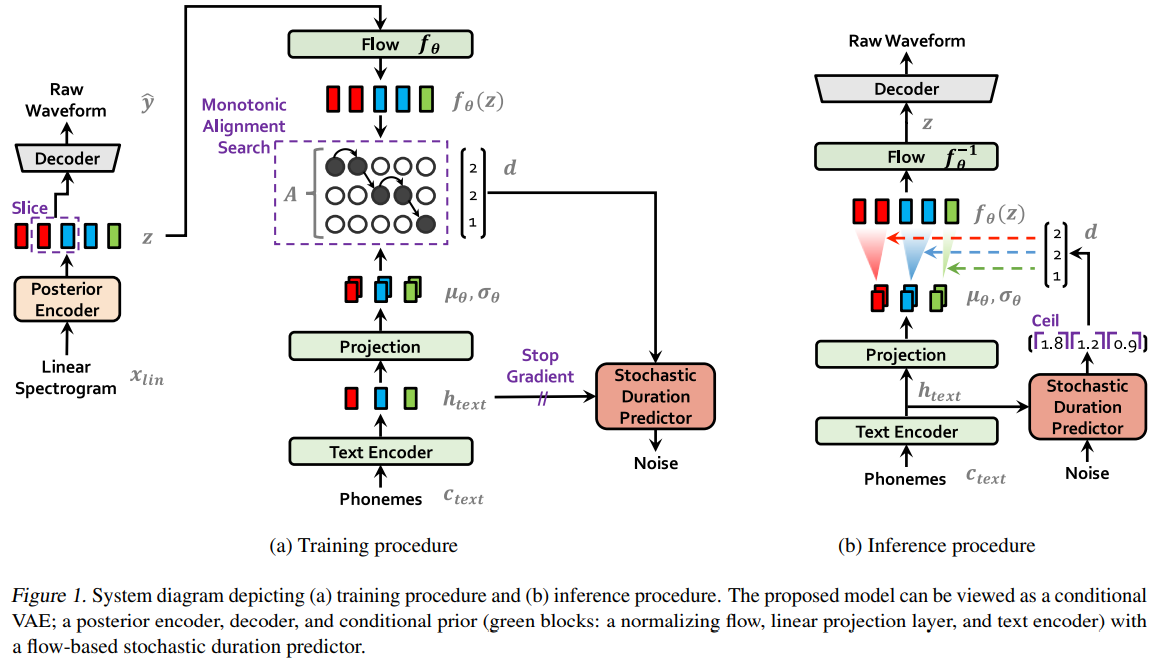 Flow f_θ
Raw Waveform
ŷ
Decoder
Slice
z
Posterior Encoder
Linear Spectrogram
x_lin
f_θ(z)
Monotonic Alignment Search
A
2
2
1
d
μ_θ, σ_θ
Projection
Stop Gradient
//
h_text
Stochastic Duration Predictor
Noise
Text Encoder
Phonemes
c_text
(a) Training procedure
Raw Waveform
Decoder
z
Flow f_θ^{-1}
f_θ(z)
2
2
1
d
μ_θ, σ_θ
Ceil
⌈1.8⌉ ⌈1.2⌉ ⌈0.9⌉
Projection
h_text
Stochastic Duration Predictor
Text Encoder
Noise
Phonemes
c_text
(b) Inference procedure
Figure 1. System diagram depicting (a) training procedure and (b) inference procedure. The proposed model can be viewed as a conditional
VAE; a posterior encoder, decoder, and conditional prior (green blocks: a normalizing flow, linear projection layer, and text encoder) with
a flow-based stochastic duration predictor.